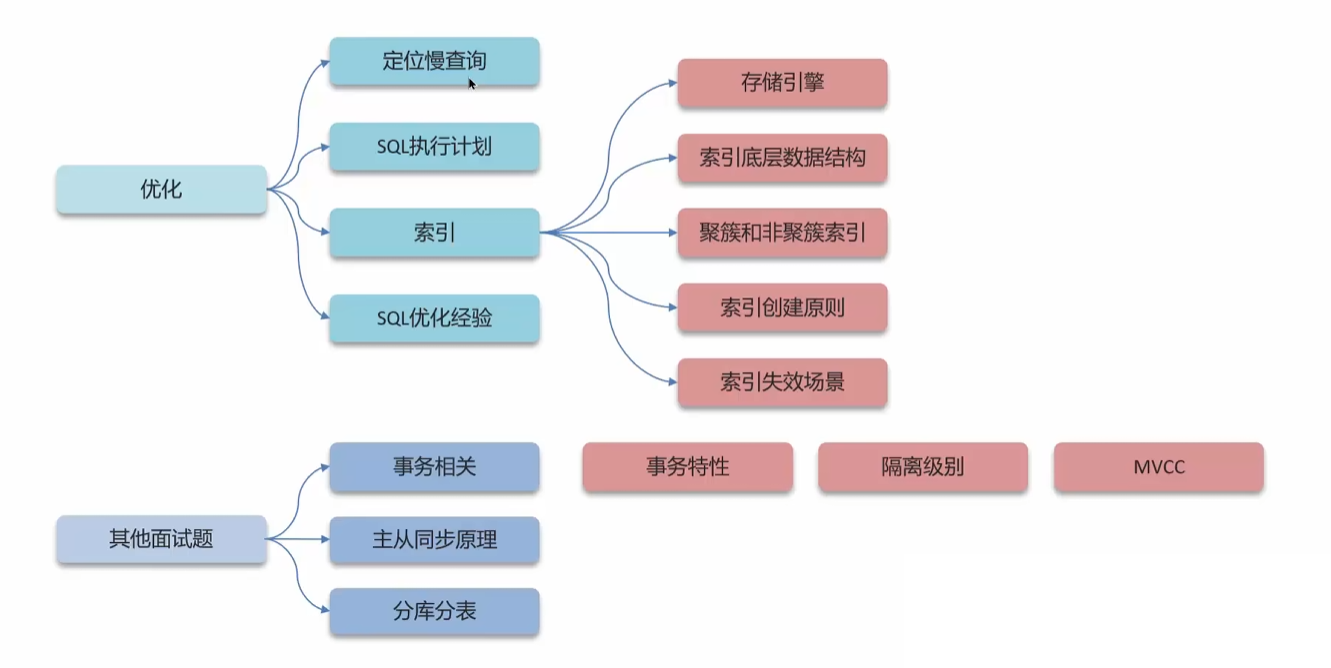 优化
定位慢查询
SQL执行计划
索引
SQL优化经验
存储引擎
索引底层数据结构
聚簇和非聚簇索引
索引创建原则
索引失效场景
其他面试题
事务相关
事务特性
隔离级别
MVCC
主从同步原理
分库分表